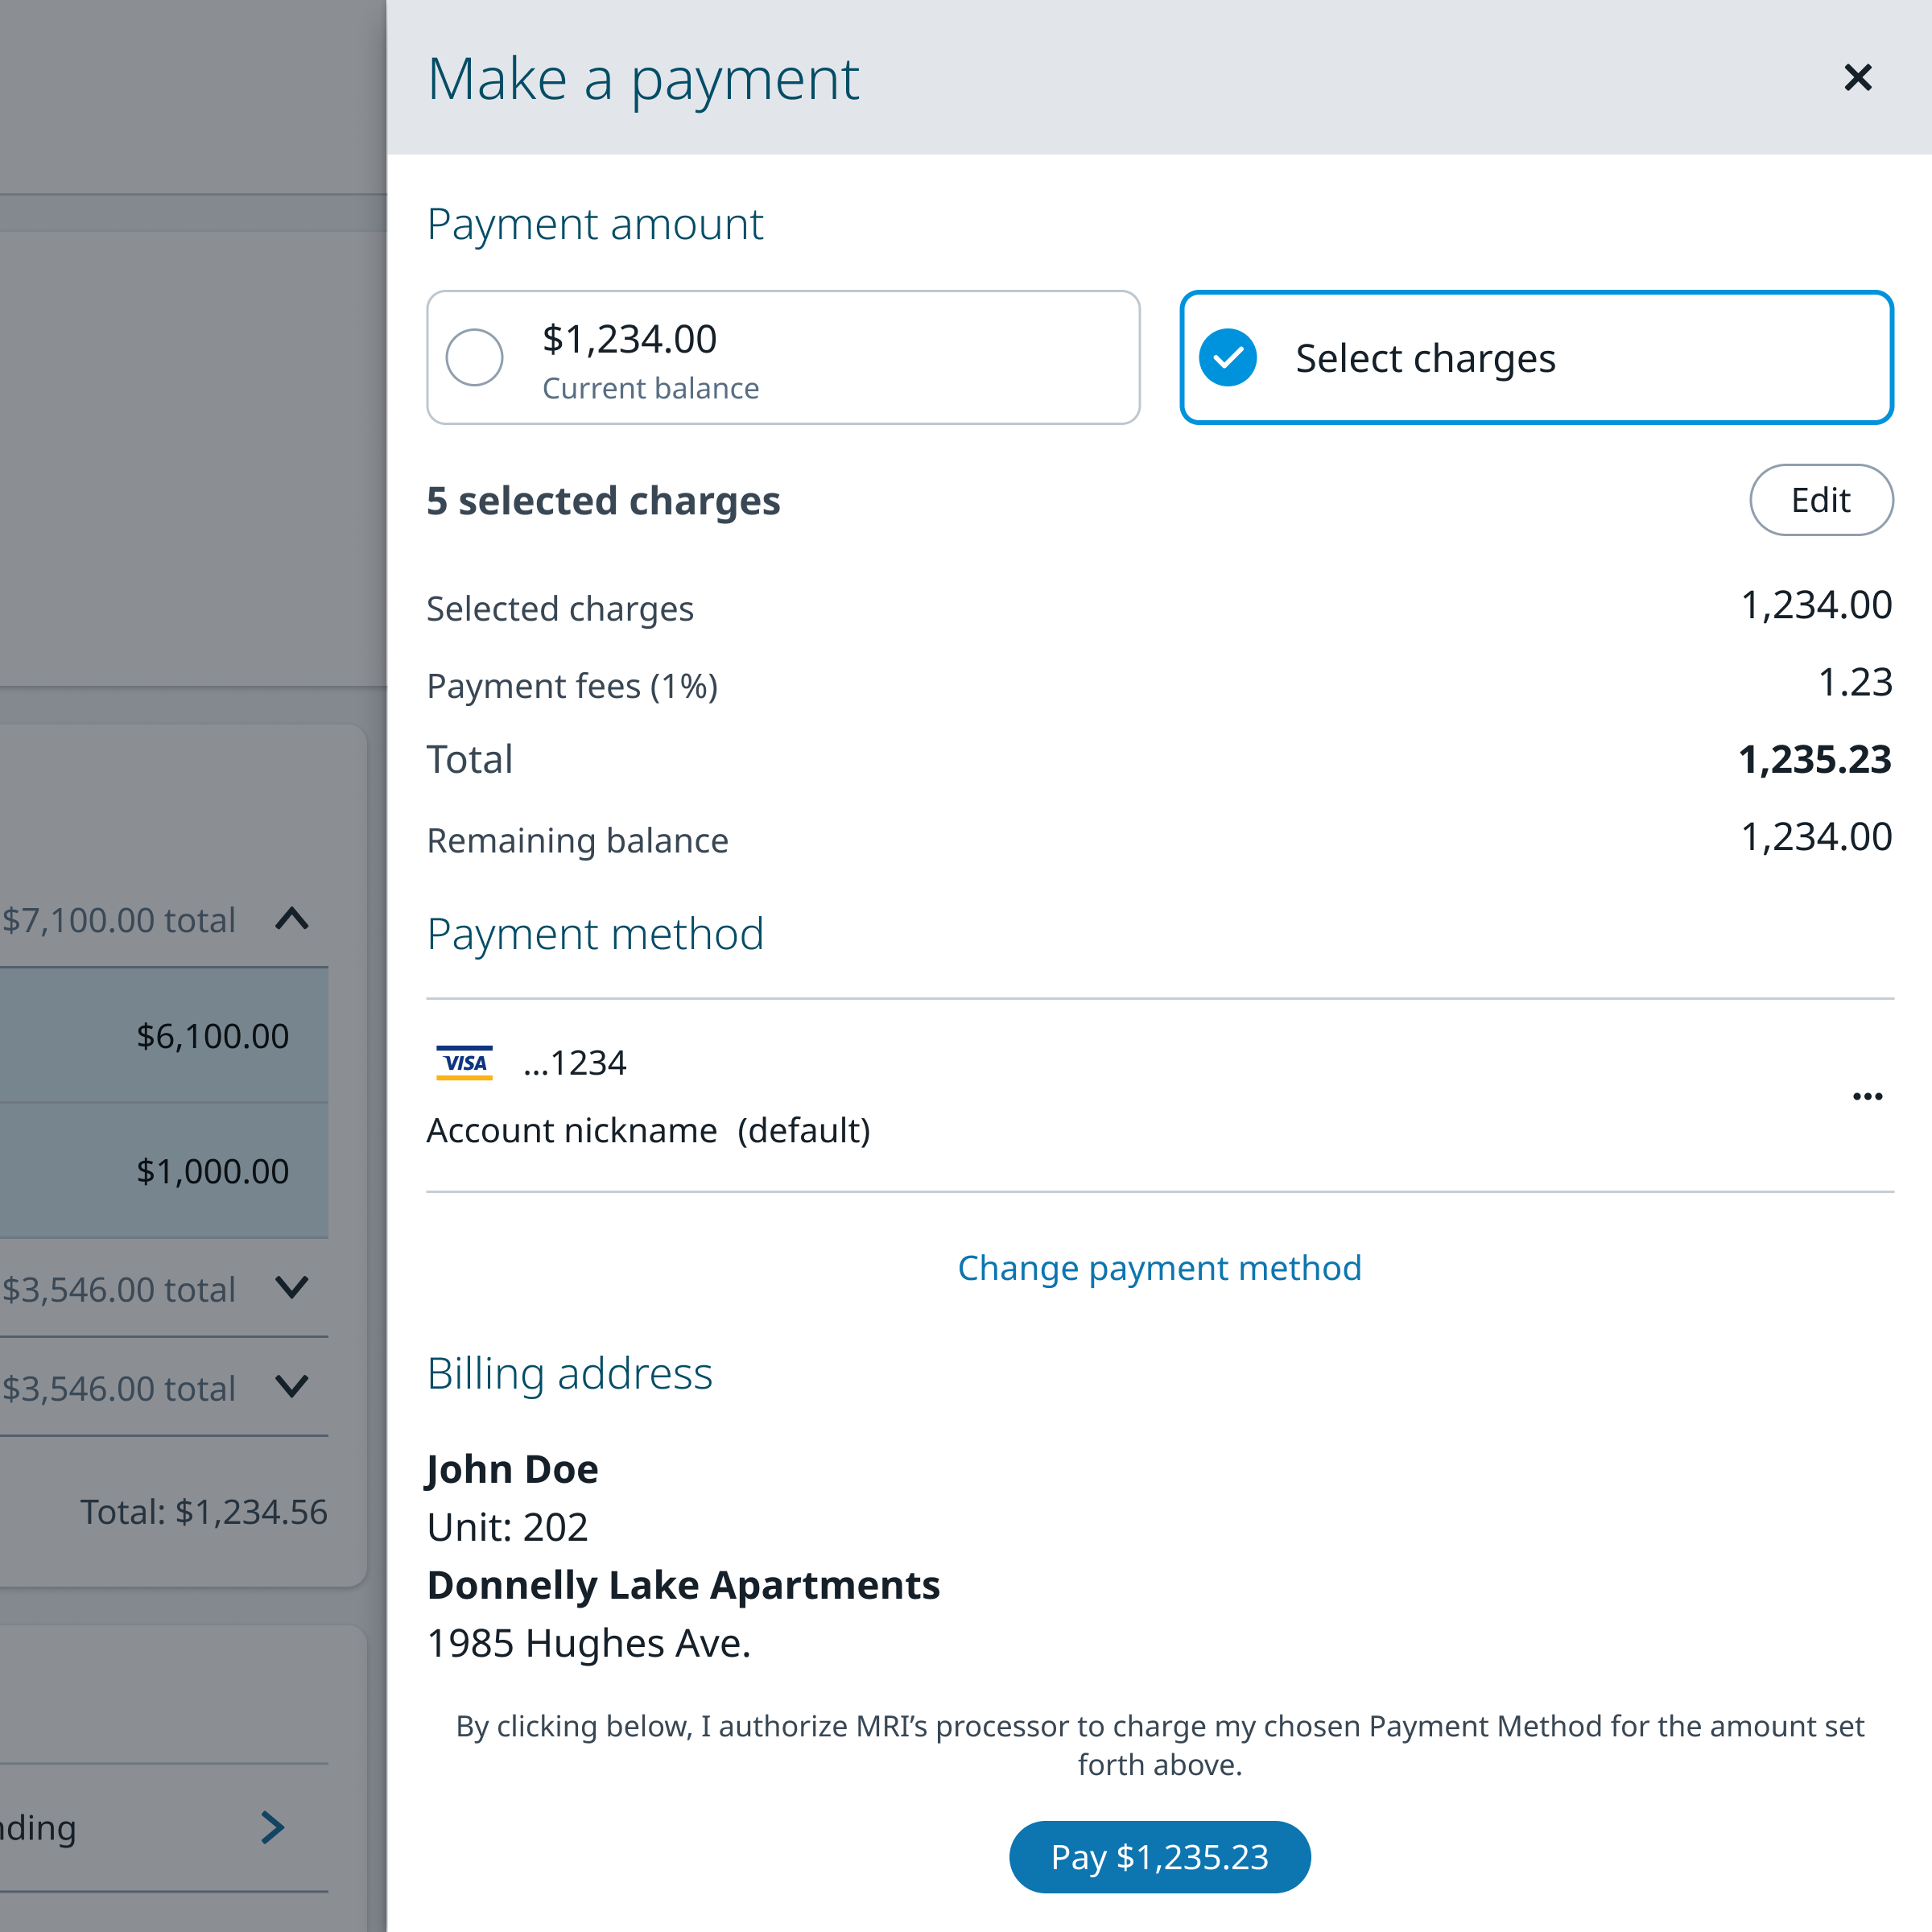 Make a payment
Payment amount
$1,234.00
Current balance
Select charges
5 selected charges
Edit
Selected charges
1,234.00
Payment fees (1%)
1.23
Total
1,235.23
Remaining balance
1,234.00
Payment method
VISA
...1234
Account nickname (default)
Change payment method
Billing address
John Doe
Unit: 202
Donnelly Lake Apartments
1985 Hughes Ave.
By clicking below, I authorize MRI’s processor to charge my chosen Payment Method for the amount set
forth above.
Pay $1,235.23
$7,100.00 total
$6,100.00
$1,000.00
$3,546.00 total
$3,546.00 total
Total: $1,234.56